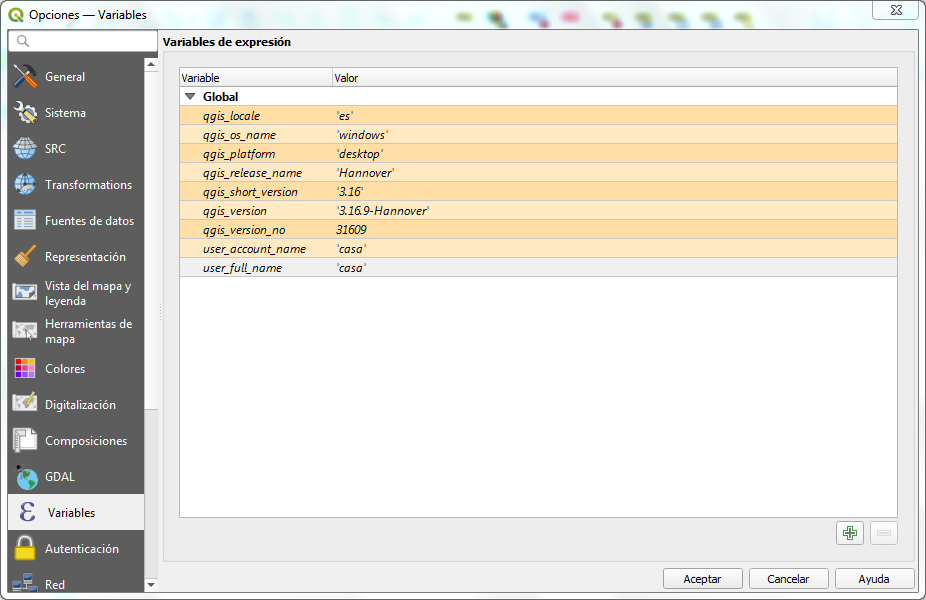 Opciones — Variables
General
Sistema
SRC
Transformations
Fuentes de datos
Representación
Vista del mapa y
leyenda
Herramientas de
mapa
Colores
Digitalización
Composiciones
GDAL
Variables
Autenticación
Red
Variables de expresión
Variable Valor
Global
qgis_locale 'es'
qgis_os_name 'windows'
qgis_platform 'desktop'
qgis_release_name 'Hannover'
qgis_short_version '3.16'
qgis_version '3.16.9-Hannover'
qgis_version_no 31609
user_account_name 'casa'
user_full_name 'casa'
Aceptar Cancelar Ayuda